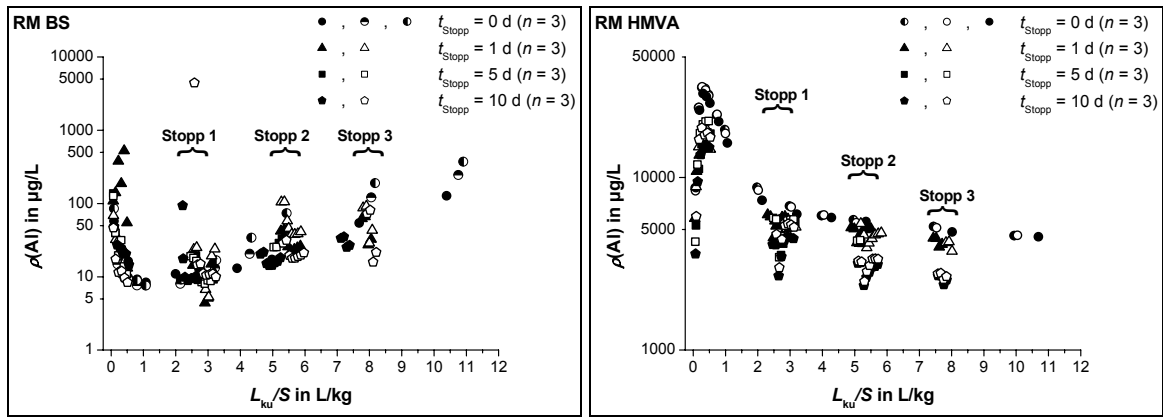 RM BS
, , t_Stopp = 0 d (n = 3)
, t_Stopp = 1 d (n = 3)
, t_Stopp = 5 d (n = 3)
, t_Stopp = 10 d (n = 3)
10000
5000
1000
500
100
50
10
5
1
ρ(Al) in µg/L
Stopp 1
Stopp 2
Stopp 3
0 1 2 3 4 5 6 7 8 9 10 11 12
L_ku/S in L/kg
RM HMVA
, , t_Stopp = 0 d (n = 3)
, t_Stopp = 1 d (n = 3)
, t_Stopp = 5 d (n = 3)
, t_Stopp = 10 d (n = 3)
50000
10000
5000
1000
ρ(Al) in µg/L
Stopp 1
Stopp 2
Stopp 3
0 1 2 3 4 5 6 7 8 9 10 11 12
L_ku/S in L/kg